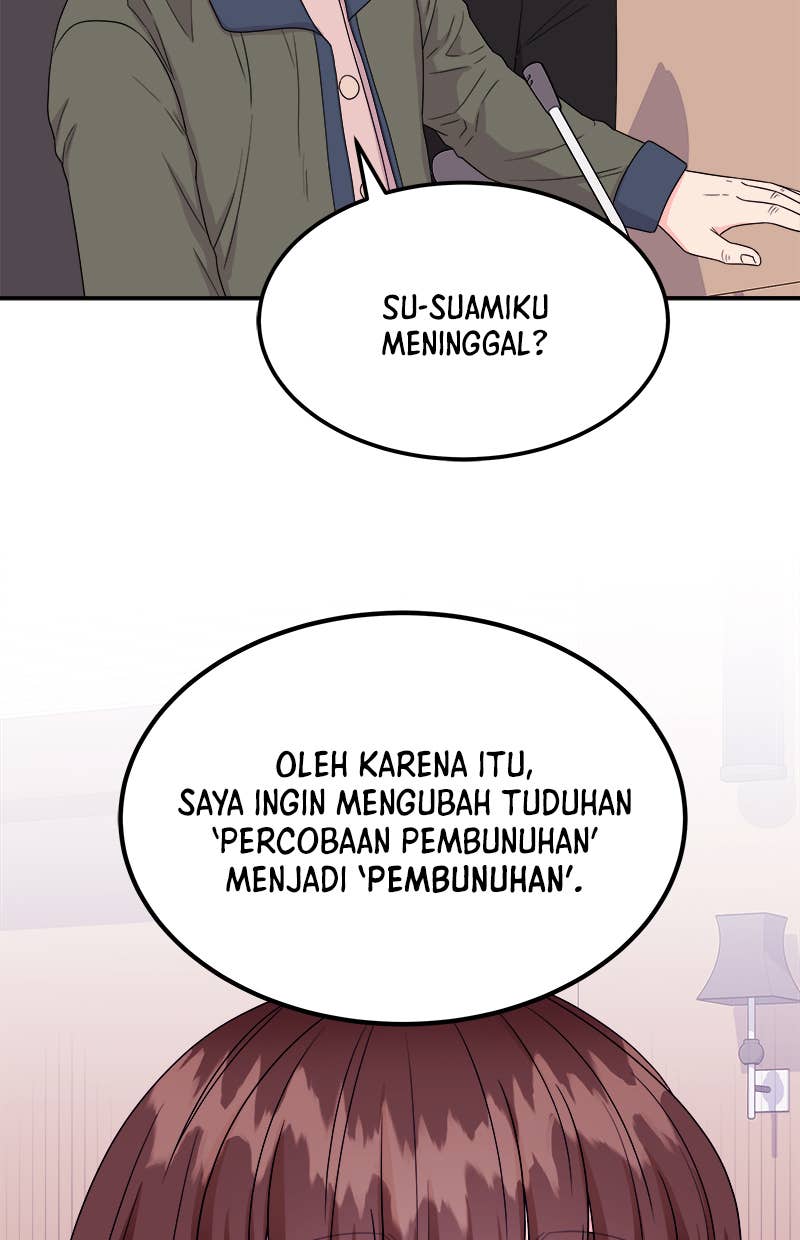 SU-SUAMIKU
MENINGGAL?
OLEH KARENA ITU,
SAYA INGIN MENGUBAH TUDUHAN
‘PERCOBAAN PEMBUNUHAN’
MENJADI ‘PEMBUNUHAN’.